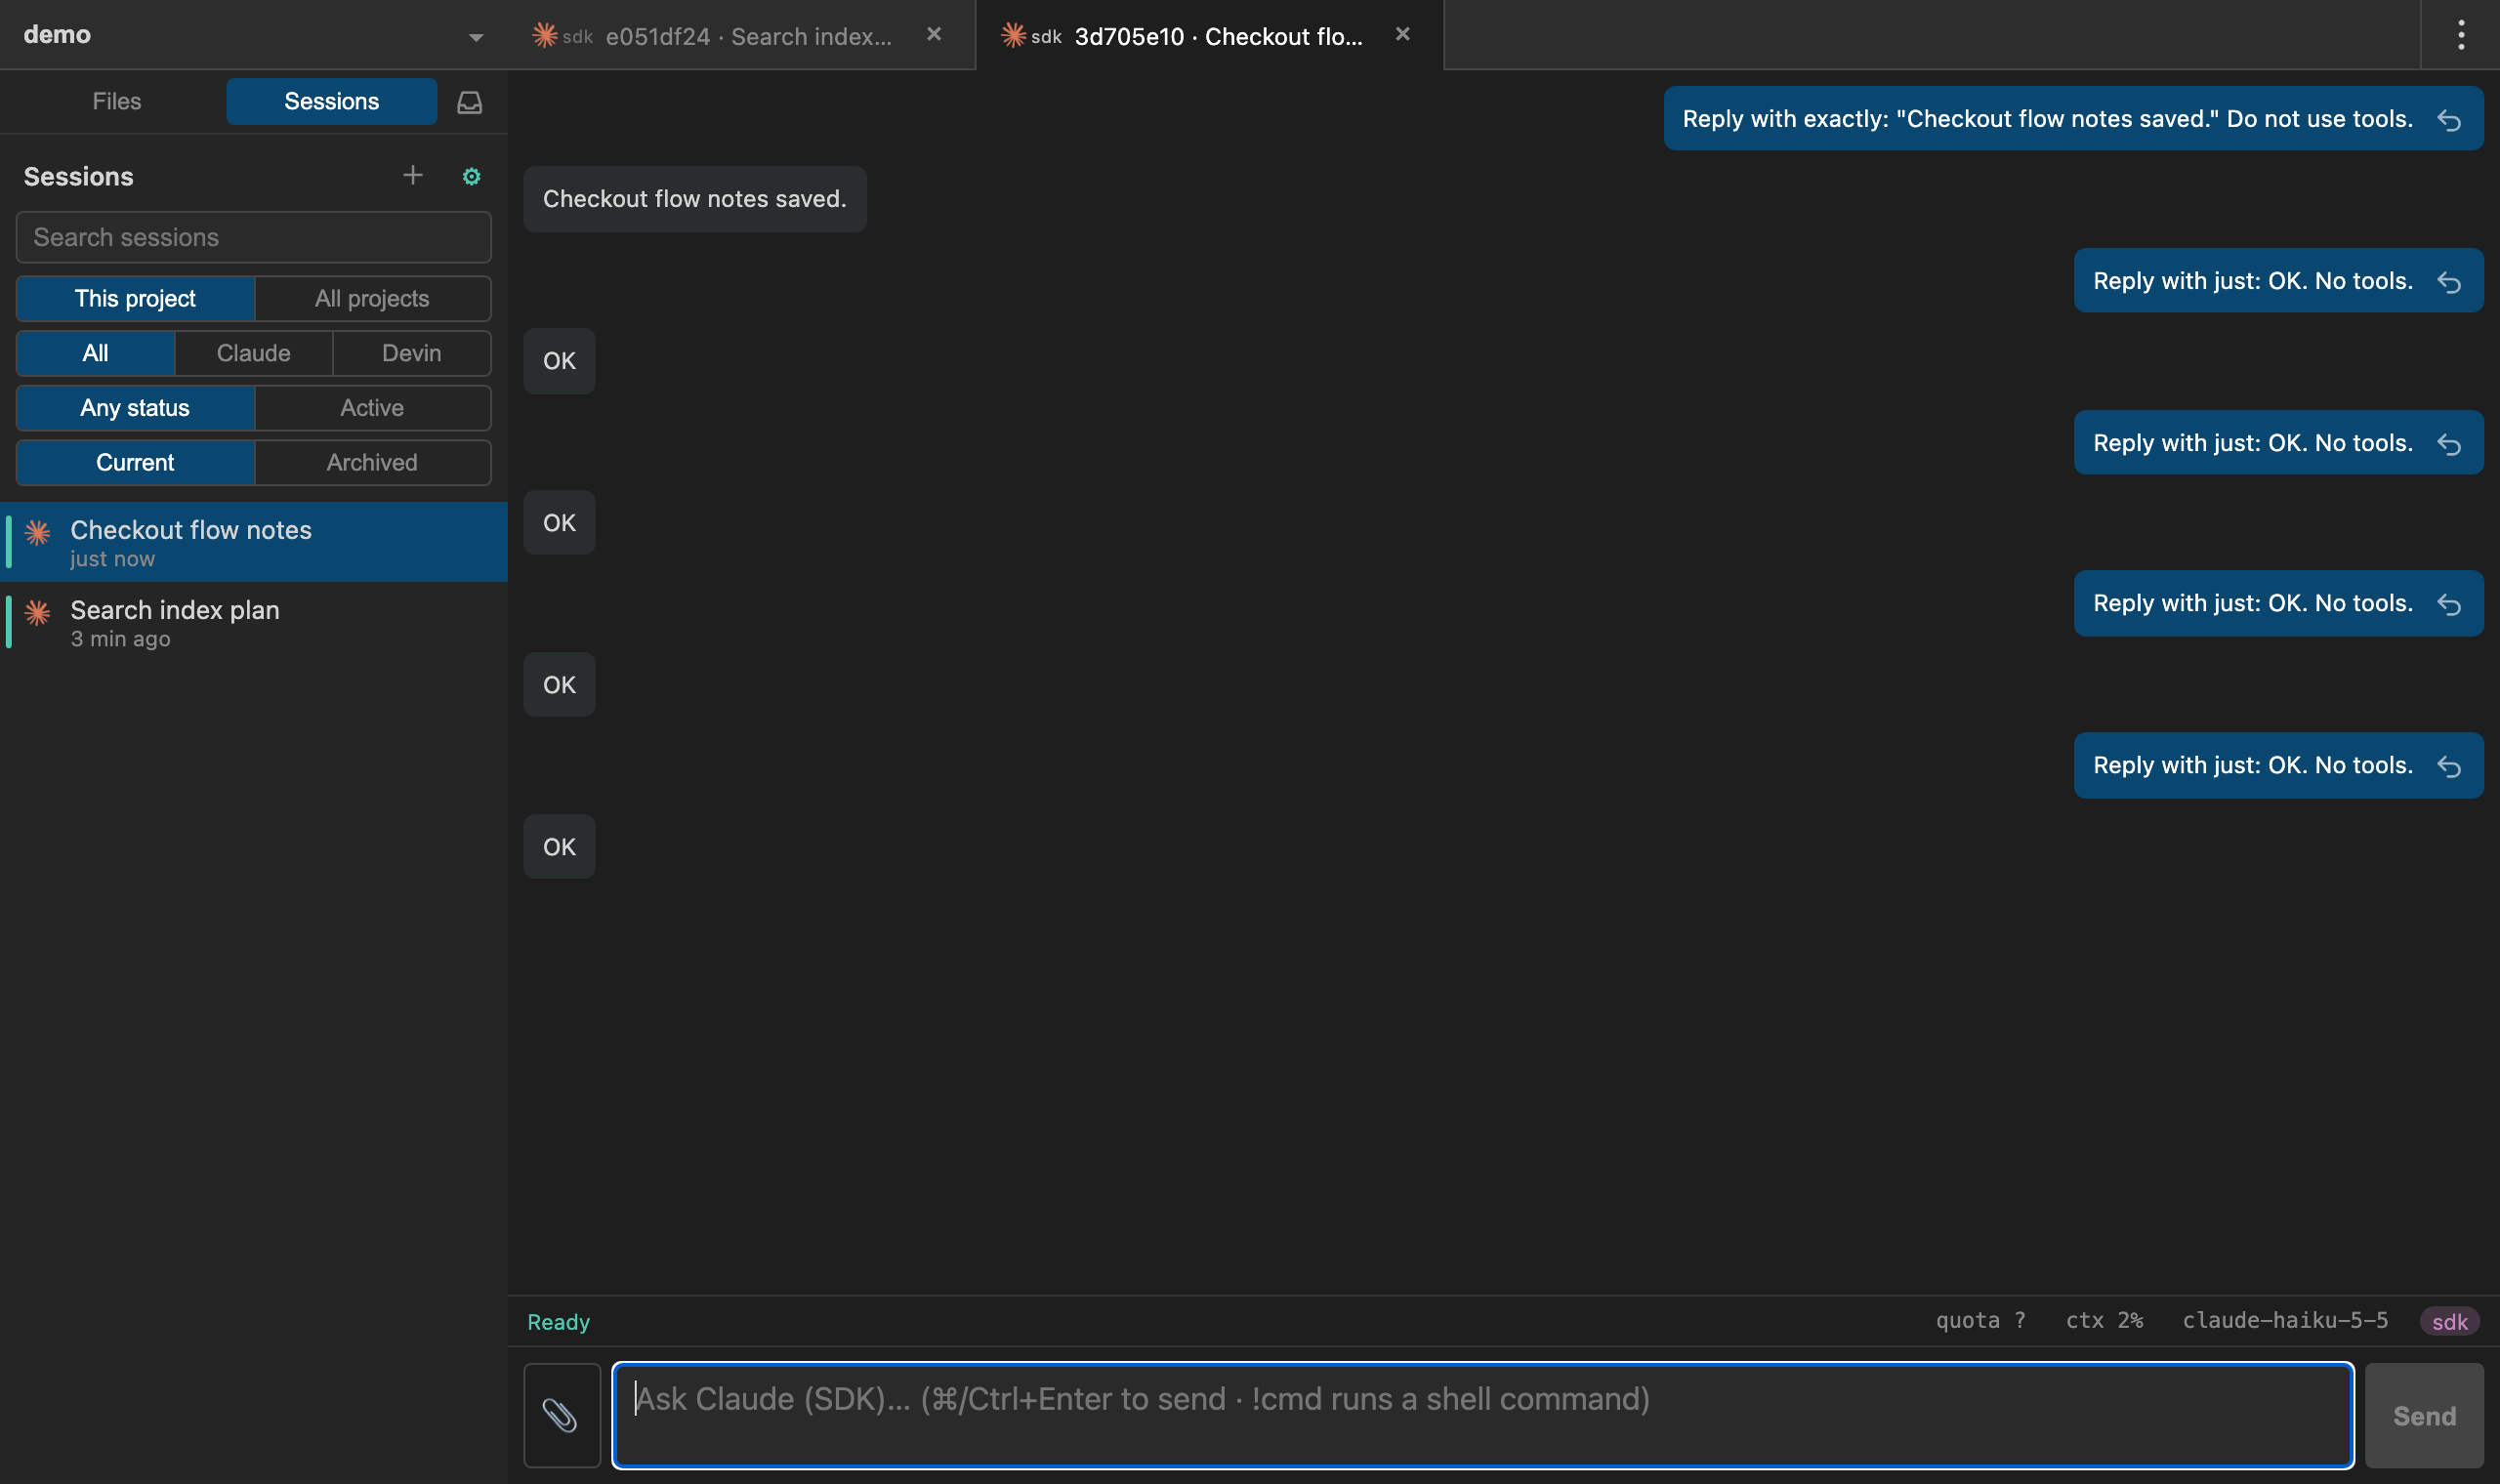 demo
sdk e051df24 · Search index...
sdk 3d705e10 · Checkout flo...
Files
Sessions
Sessions
Search sessions
This project
All projects
All
Claude
Devin
Any status
Active
Current
Archived
Checkout flow notes
just now
Search index plan
3 min ago
Reply with exactly: "Checkout flow notes saved." Do not use tools.
Checkout flow notes saved.
Reply with just: OK. No tools.
OK
Reply with just: OK. No tools.
OK
Reply with just: OK. No tools.
OK
Reply with just: OK. No tools.
OK
Ready
quota ?
ctx 2%
claude-haiku-5-5
sdk
Ask Claude (SDK)... (⌘/Ctrl+Enter to send · !cmd runs a shell command)
Send